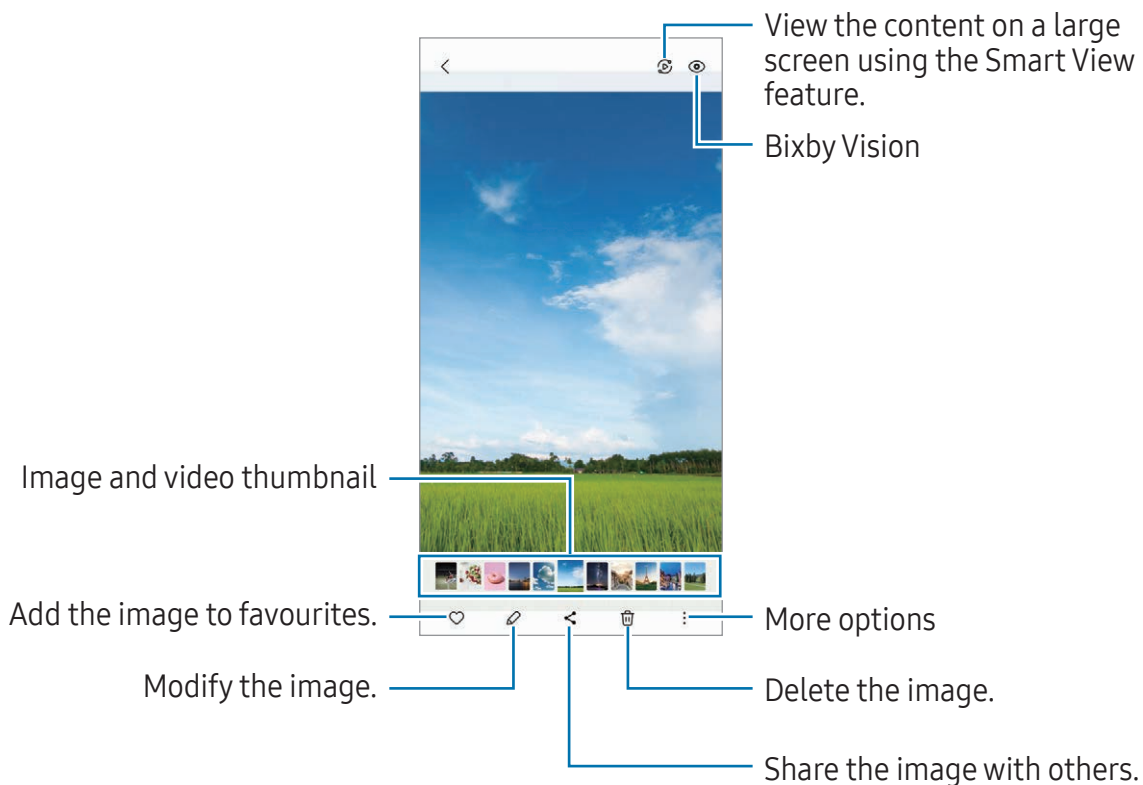 View the content on a large
screen using the Smart View
feature.
Bixby Vision
Image and video thumbnail
Add the image to favourites.
More options
Modify the image.
Delete the image.
Share the image with others.